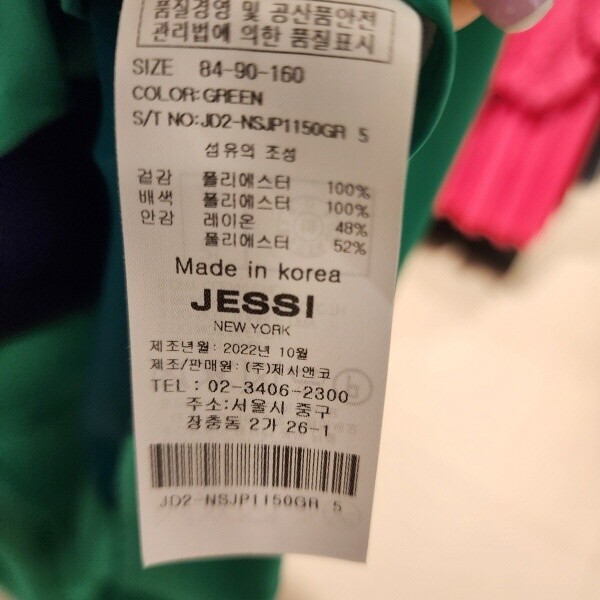 품질경영 및 공산품안전
관리법에 의한 품질표시
SIZE 84-90-160
COLOR:GREEN
S/T NO:JD2-NSJP1150GR 5
섬유의 조성
겉감 폴리에스터 100%
배색 폴리에스터 100%
안감 레이온 48%
폴리에스터 52%
Made in korea
JESSI
NEW YORK
제조년월: 2022년 10월
제조/판매원: (주)제시앤코
TEL : 02-3406-2300
주소:서울시 중구
장충동 2가 26-1
JD2-NSJP1150GR 5